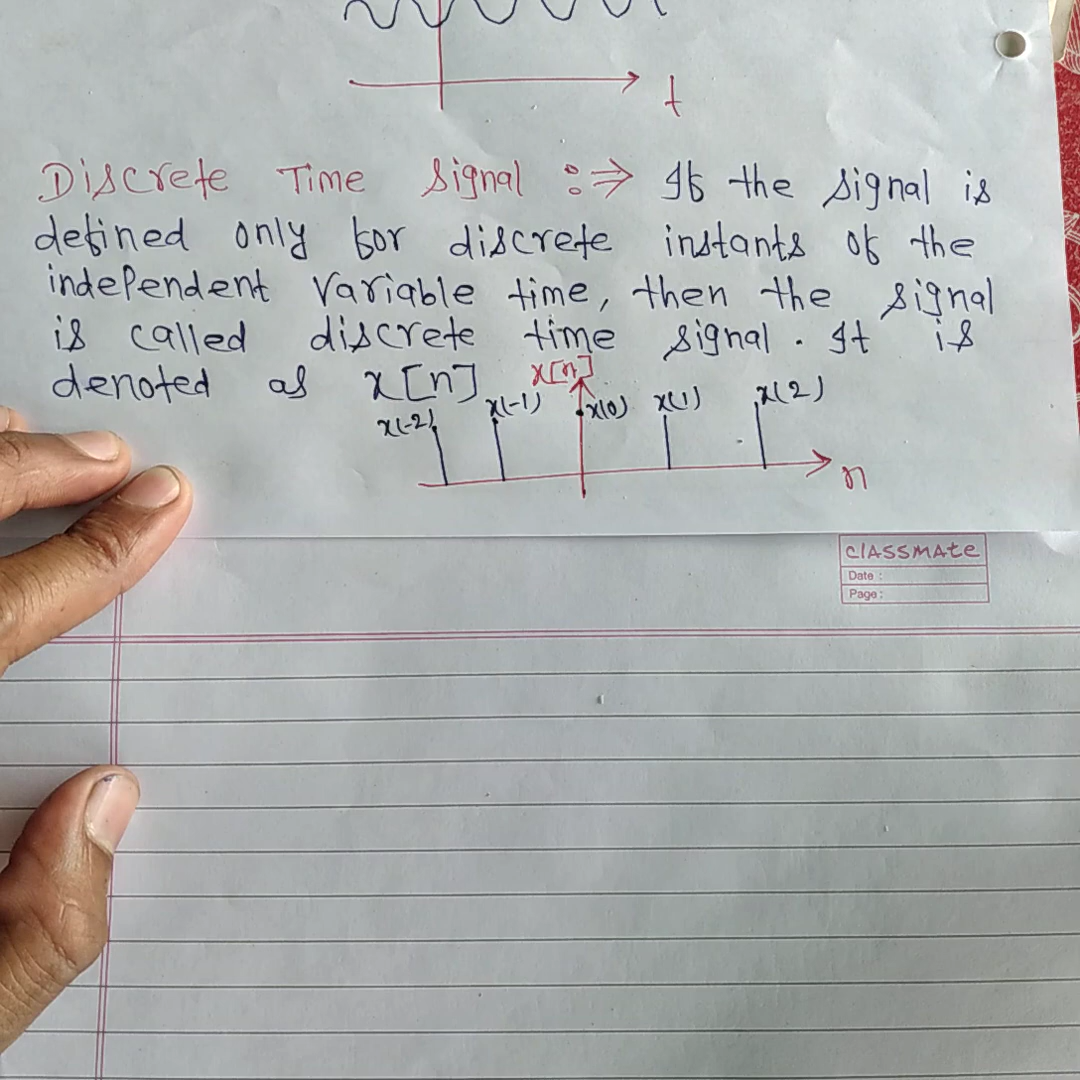 t
Discrete Time Signal :⇒ If the signal is
defined only for discrete instants of the
independent variable time, then the signal
is called discrete time signal. It is
denoted as x[n]
x[n]
x(-2) x(-1) x(0) x(1) x(2)
n
CLASSMATE
Date :
Page :